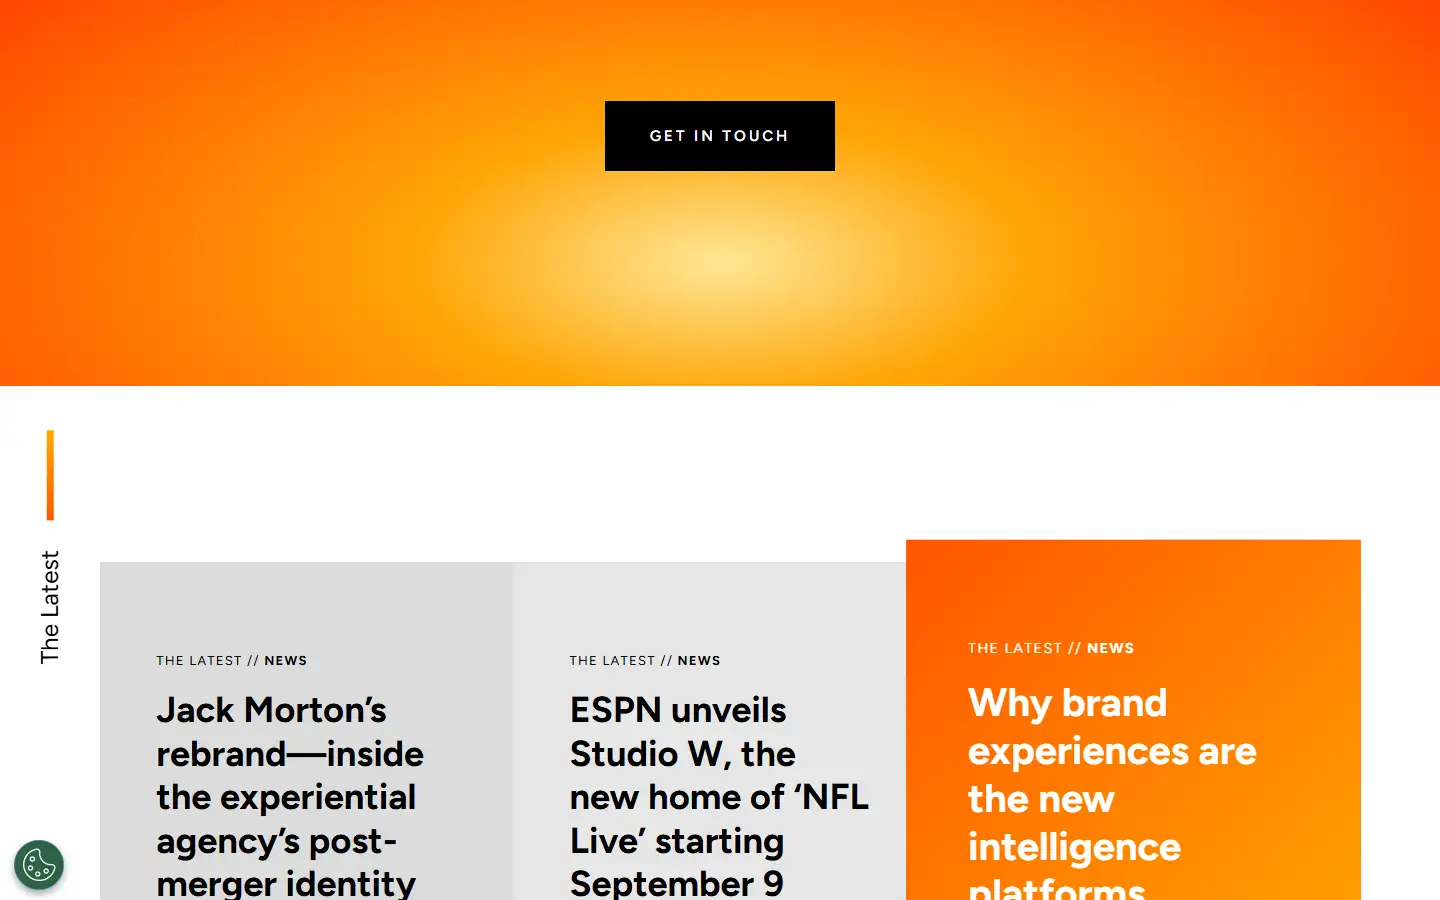 GET IN TOUCH
The Latest
THE LATEST // NEWS
Jack Morton’s
rebrand—inside
the experiential
agency’s post-
merger identity
THE LATEST // NEWS
ESPN unveils
Studio W, the
new home of ‘NFL
Live’ starting
September 9
THE LATEST // NEWS
Why brand
experiences are
the new
intelligence
platforms